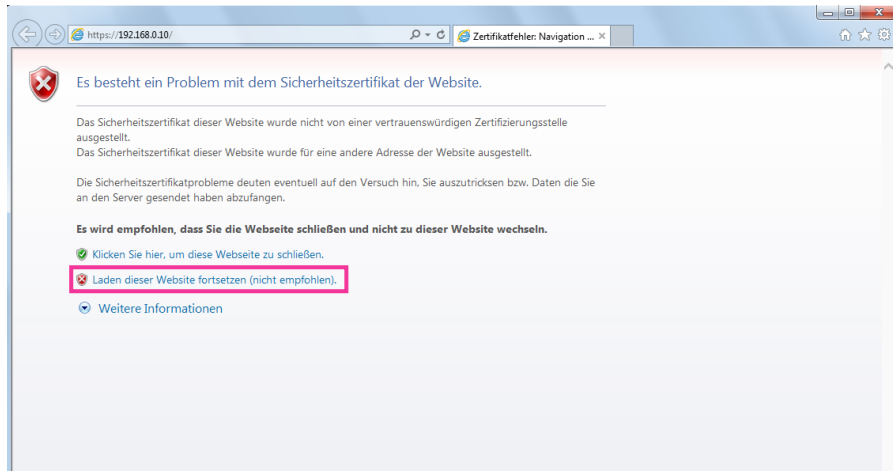 https://192.168.0.10/
Zertifikatfehler: Navigation ...
Es besteht ein Problem mit dem Sicherheitszertifikat der Website.
Das Sicherheitszertifikat dieser Website wurde nicht von einer vertrauenswürdigen Zertifizierungsstelle
ausgestellt.
Das Sicherheitszertifikat dieser Website wurde für eine andere Adresse der Website ausgestellt.
Die Sicherheitszertifikatprobleme deuten eventuell auf den Versuch hin, Sie auszutricksen bzw. Daten die Sie
an den Server gesendet haben abzufangen.
Es wird empfohlen, dass Sie die Webseite schließen und nicht zu dieser Website wechseln.
Klicken Sie hier, um diese Webseite zu schließen.
Laden dieser Website fortsetzen (nicht empfohlen).
Weitere Informationen